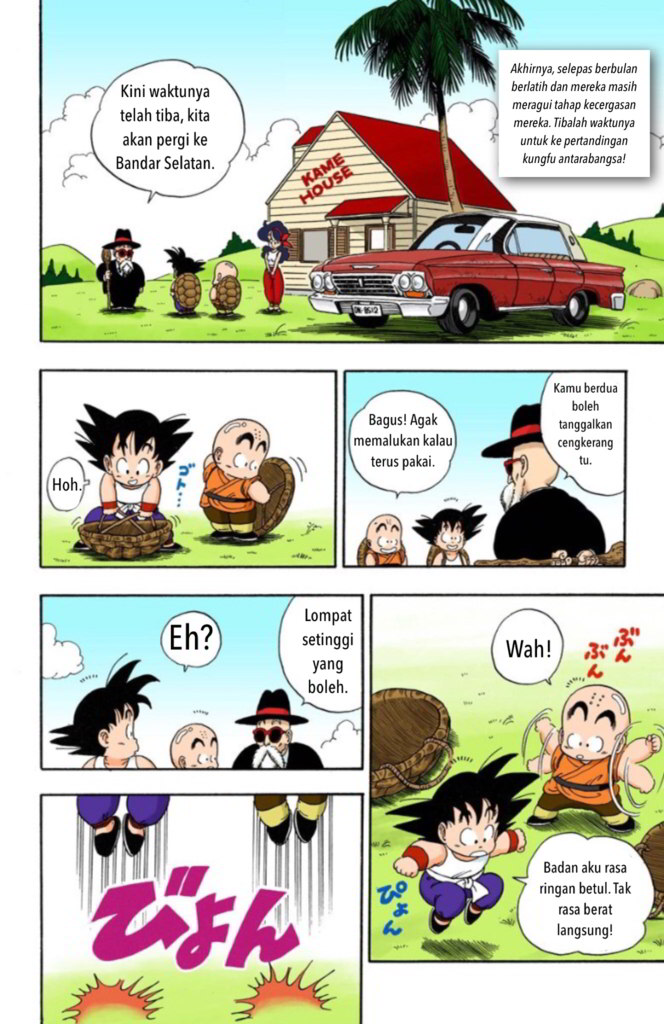 Akhirnya, selepas berbulan
berlatih dan mereka masih
meragui tahap kecergasan
mereka. Tibalah waktunya
untuk ke pertandingan
kungfu antarabangsa!
Kini waktunya
telah tiba, kita
akan pergi ke
Bandar Selatan.
KAME
HOUSE
Kamu berdua
boleh
tanggalkan
cengkerang
tu.
Bagus! Agak
memalukan kalau
terus pakai.
ゴト…
Hoh.
ぶん
ぶん
Wah!
Badan aku rasa
ringan betul. Tak
rasa berat
langsung!
ぴょん
Lompat
setinggi
yang
boleh.
Eh?
びよん